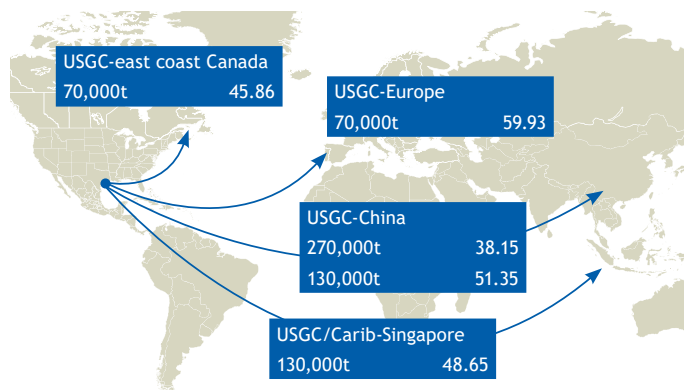 USGC-east coast Canada
70,000t 45.86
USGC-Europe
70,000t 59.93
USGC-China
270,000t 38.15
130,000t 51.35
USGC/Carib-Singapore
130,000t 48.65